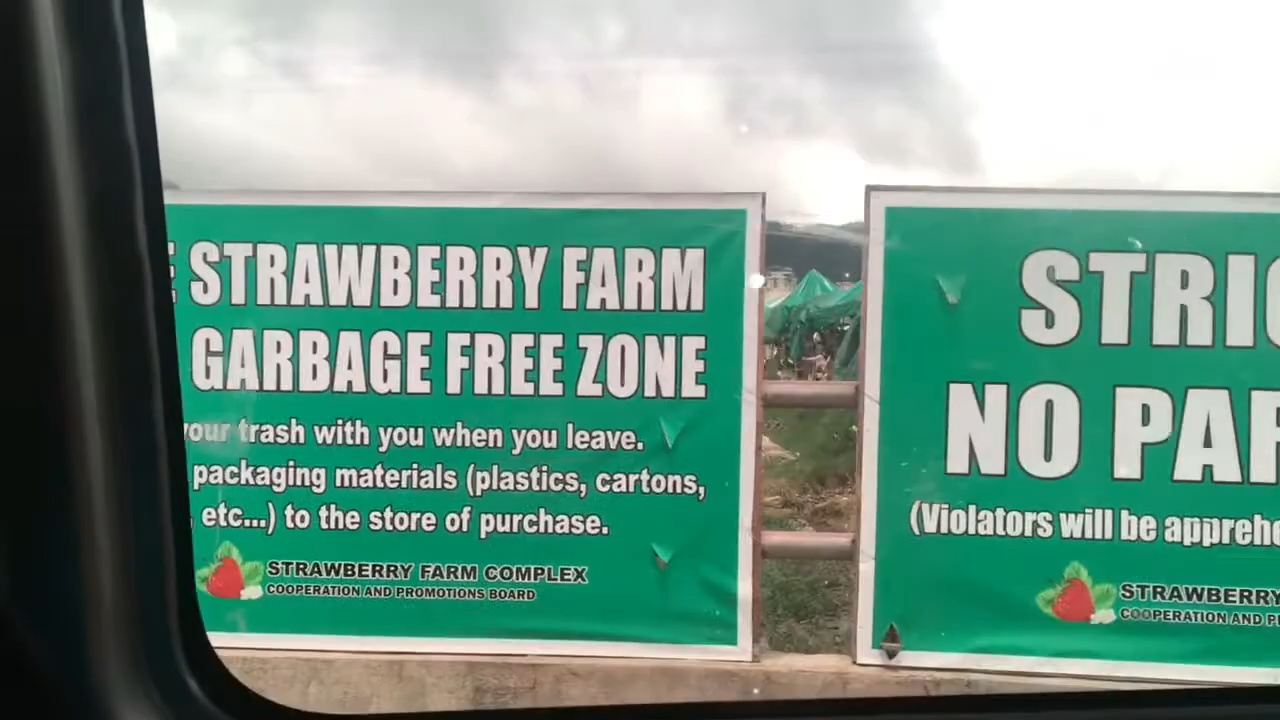 STRAWBERRY FARM
GARBAGE FREE ZONE
your trash with you when you leave.
packaging materials (plastics, cartons,
, etc...) to the store of purchase.
STRAWBERRY FARM COMPLEX
COOPERATION AND PROMOTIONS BOARD
STRIC
NO PAR
(Violators will be apprehe
STRAWBERRY
COOPERATION AND P